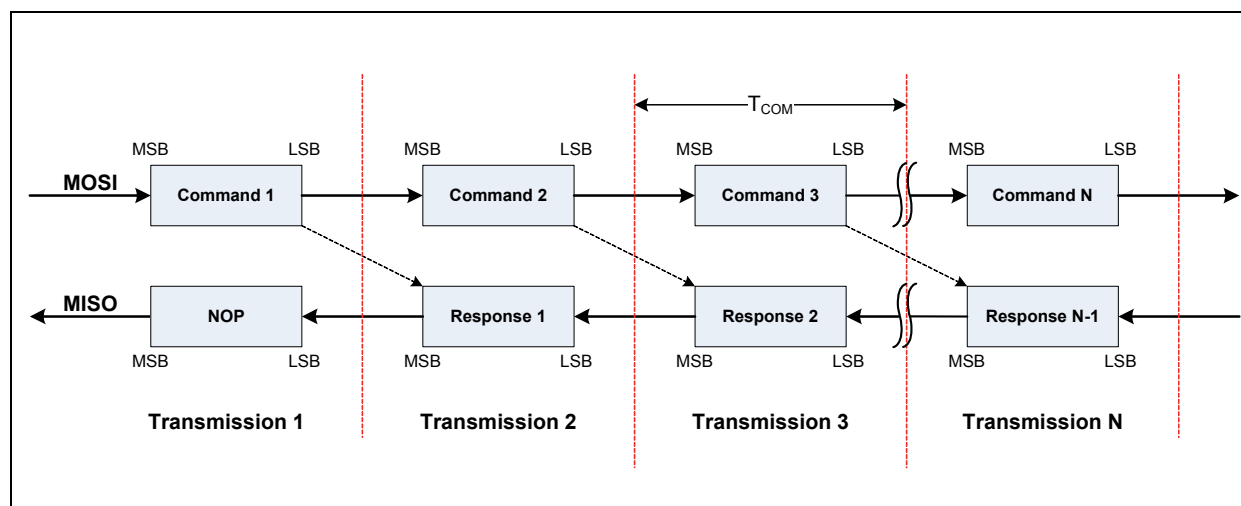 T_COM
MSB LSB MSB LSB MSB LSB MSB LSB
MOSI Command 1 Command 2 Command 3 Command N
MISO NOP Response 1 Response 2 Response N-1
MSB LSB MSB LSB MSB LSB MSB LSB
Transmission 1 Transmission 2 Transmission 3 Transmission N